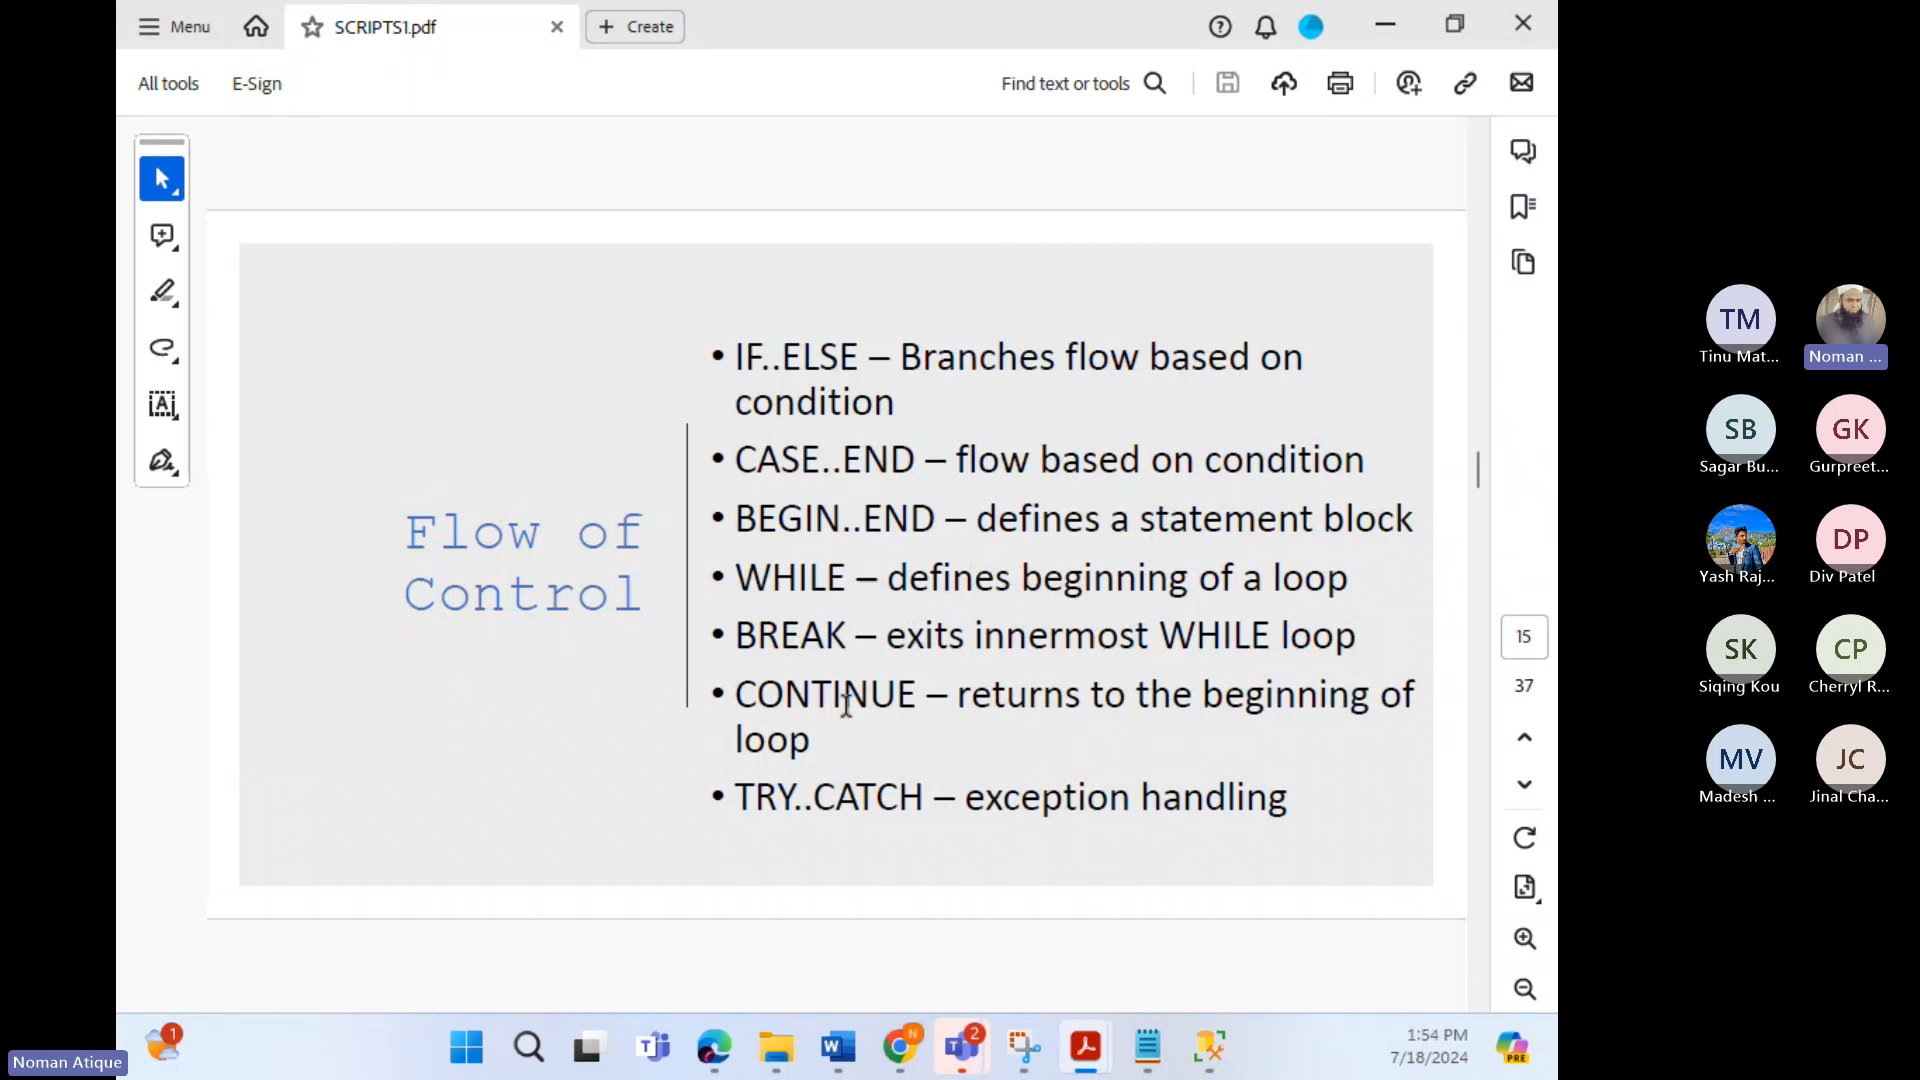 Menu
SCRIPTS1.pdf
Create
All tools
E-Sign
Find text or tools
Flow of
Control
• IF..ELSE – Branches flow based on
condition
• CASE..END – flow based on condition
• BEGIN..END – defines a statement block
• WHILE – defines beginning of a loop
• BREAK – exits innermost WHILE loop
• CONTINUE – returns to the beginning of
loop
• TRY..CATCH – exception handling
15
37
TM
Tinu Mat...
Noman ...
SB
Sagar Bu...
GK
Gurpreet...
Yash Raj...
DP
Div Patel
SK
Siqing Kou
CP
Cherryl R...
MV
Madesh ...
JC
Jinal Cha...
1
N
2
1:54 PM
7/18/2024
PRE
Noman Atique